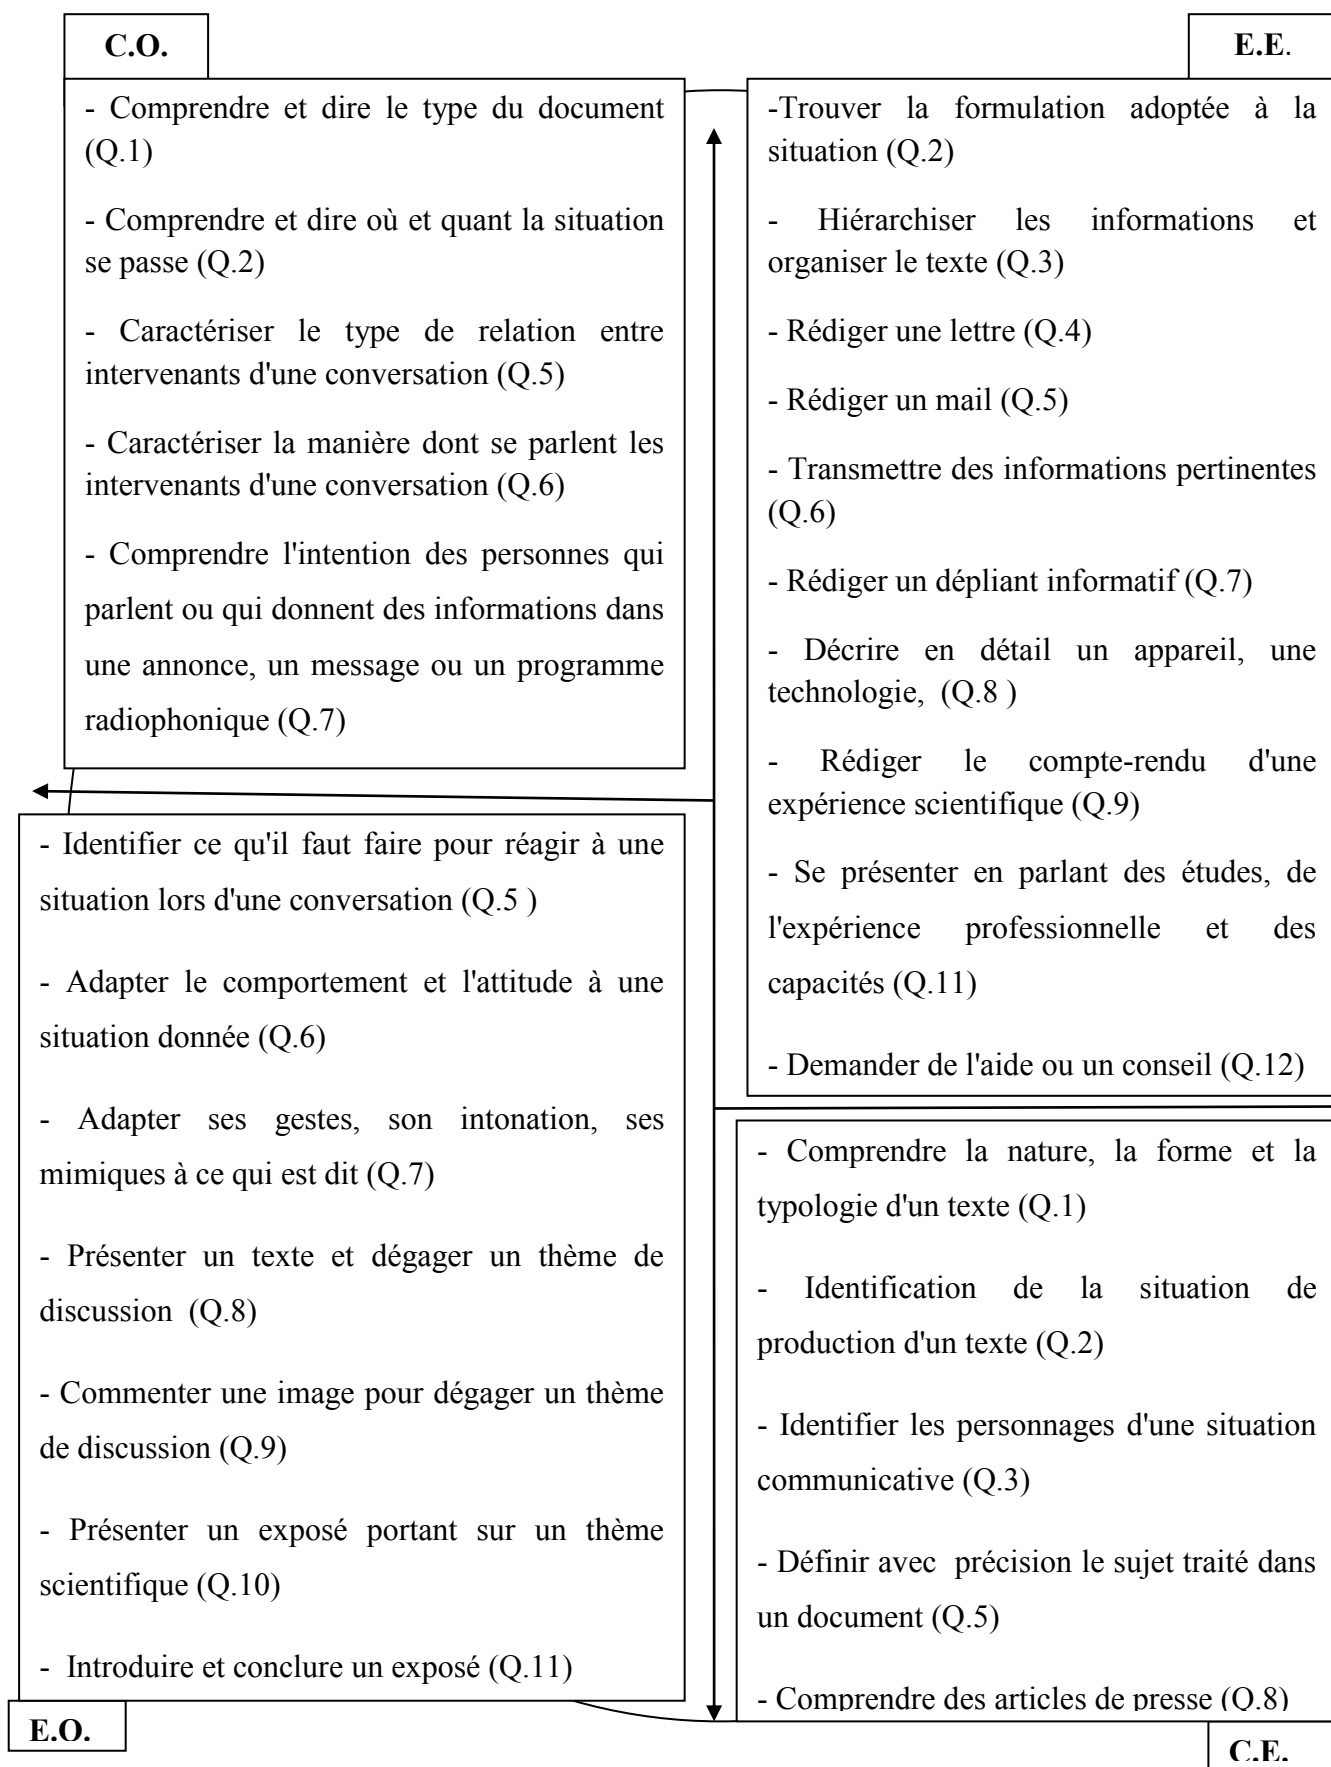 C.O.
- Comprendre et dire le type du document
(Q.1)
- Comprendre et dire où et quant la situation
se passe (Q.2)
- Caractériser le type de relation entre
intervenants d'une conversation (Q.5)
- Caractériser la manière dont se parlent les
intervenants d'une conversation (Q.6)
- Comprendre l'intention des personnes qui
parlent ou qui donnent des informations dans
une annonce, un message ou un programme
radiophonique (Q.7)
E.E.
-Trouver la formulation adoptée à la
situation (Q.2)
- Hiérarchiser les informations et
organiser le texte (Q.3)
- Rédiger une lettre (Q.4)
- Rédiger un mail (Q.5)
- Transmettre des informations pertinentes
(Q.6)
- Rédiger un dépliant informatif (Q.7)
- Décrire en détail un appareil, une
technologie, (Q.8 )
- Rédiger le compte-rendu d'une
expérience scientifique (Q.9)
- Se présenter en parlant des études, de
l'expérience professionnelle et des
capacités (Q.11)
- Demander de l'aide ou un conseil (Q.12)
- Identifier ce qu'il faut faire pour réagir à une
situation lors d'une conversation (Q.5 )
- Adapter le comportement et l'attitude à une
situation donnée (Q.6)
- Adapter ses gestes, son intonation, ses
mimiques à ce qui est dit (Q.7)
- Présenter un texte et dégager un thème de
discussion (Q.8)
- Commenter une image pour dégager un thème
de discussion (Q.9)
- Présenter un exposé portant sur un thème
scientifique (Q.10)
- Introduire et conclure un exposé (Q.11)
E.O.
- Comprendre la nature, la forme et la
typologie d'un texte (Q.1)
- Identification de la situation de
production d'un texte (Q.2)
- Identifier les personnages d'une situation
communicative (Q.3)
- Définir avec précision le sujet traité dans
un document (Q.5)
- Comprendre des articles de presse (Q.8)
C.E.